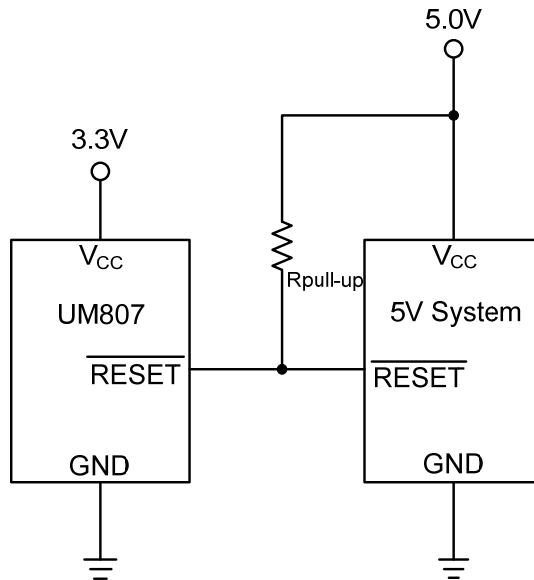 5.0V
3.3V
VCC
UM807
RESET
GND
Rpull-up
VCC
5V System
RESET
GND